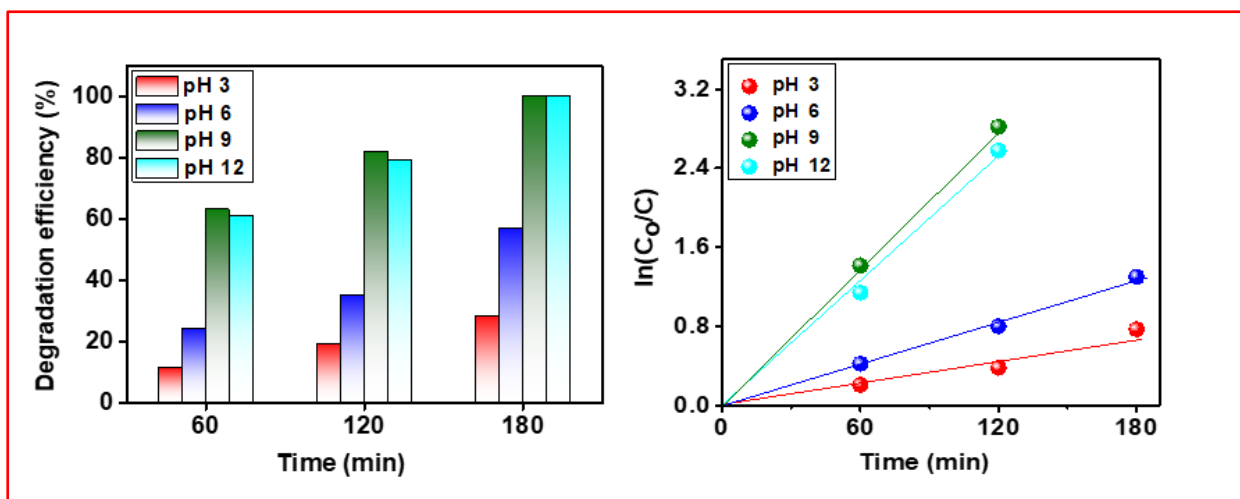 Degradation efficiency (%)
100
80
60
40
20
0
pH 3
pH 6
pH 9
pH 12
60 120 180
Time (min)
ln(C₀/C)
3.2
2.4
1.6
0.8
0.0
pH 3
pH 6
pH 9
pH 12
0 60 120 180
Time (min)